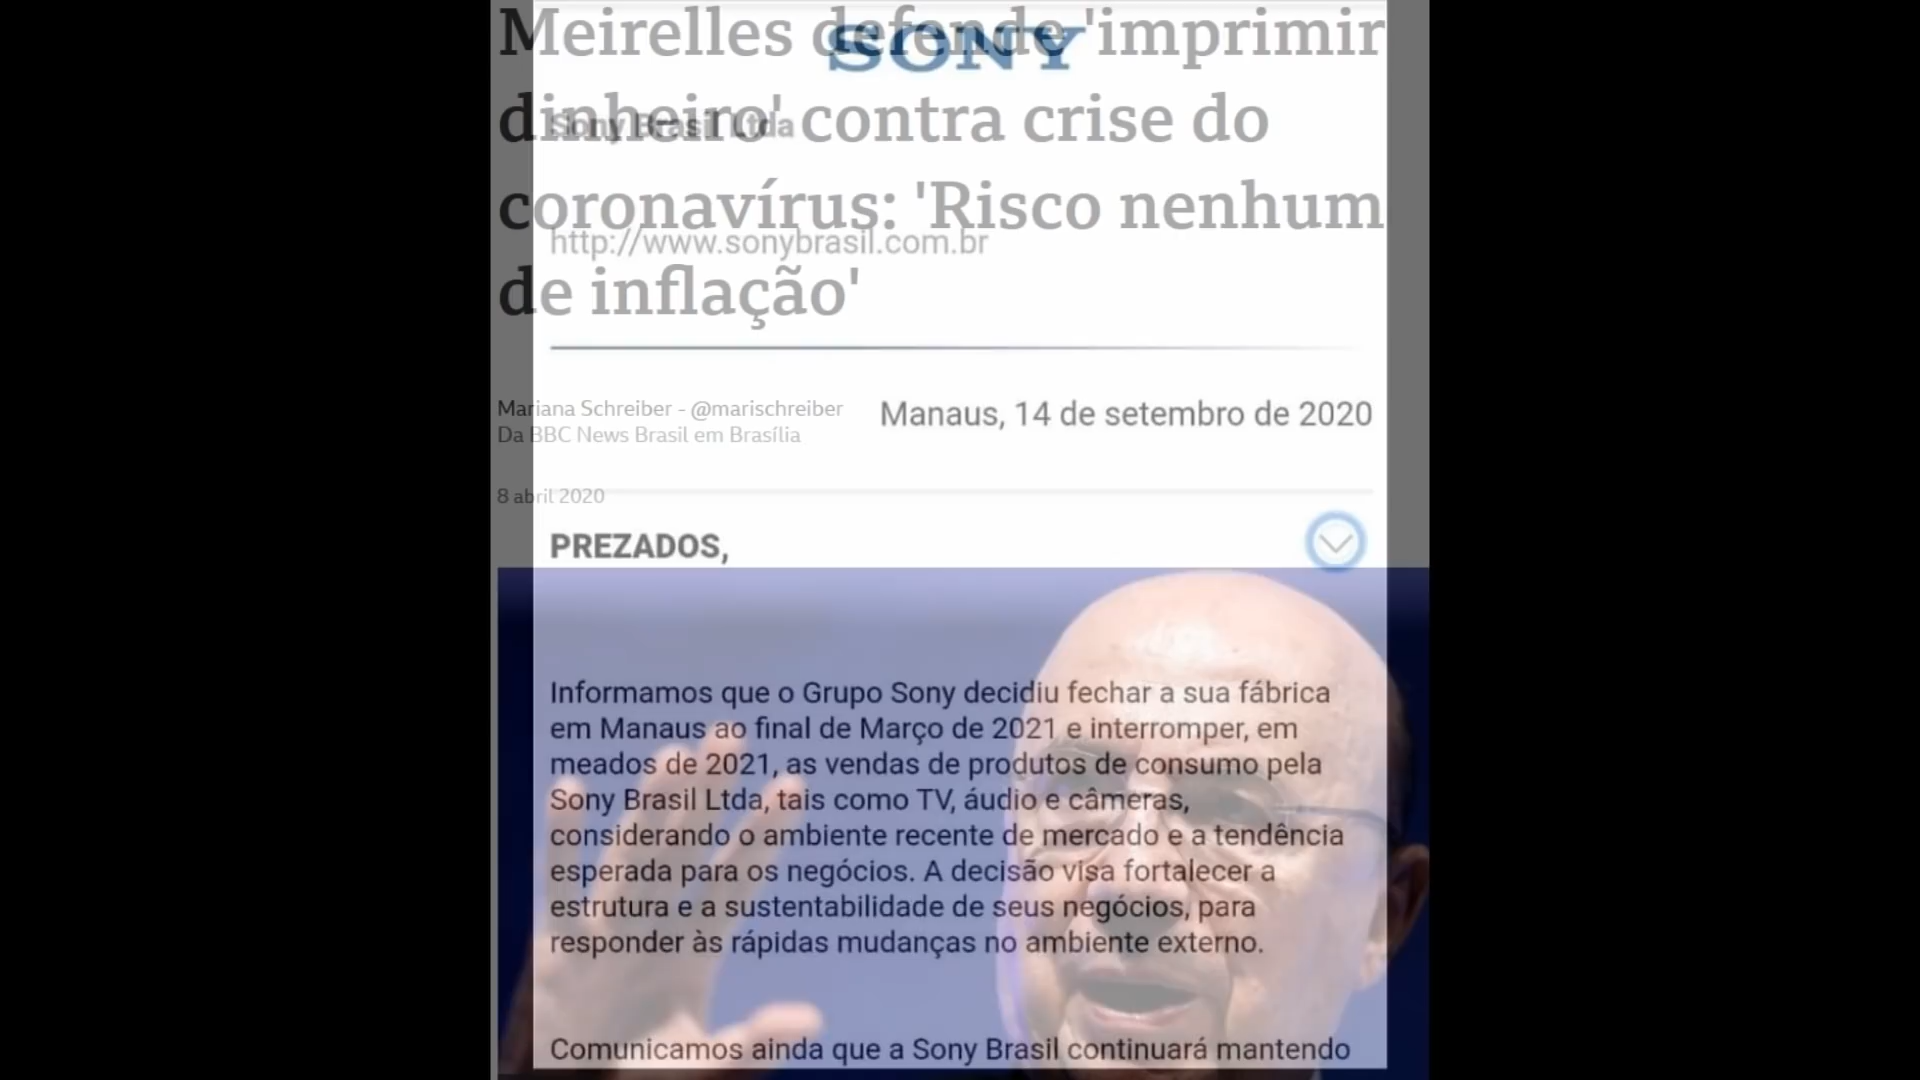 Meirelles defende 'imprimir
dinheiro' contra crise do
coronavírus: 'Risco nenhum
de inflação'
Mariana Schreiber - @marischreiber
Da BBC News Brasil em Brasília
8 abril 2020
SONY
Sony Brasil Ltda
http://www.sonybrasil.com.br
Manaus, 14 de setembro de 2020
PREZADOS,
Informamos que o Grupo Sony decidiu fechar a sua fábrica
em Manaus ao final de Março de 2021 e interromper, em
meados de 2021, as vendas de produtos de consumo pela
Sony Brasil Ltda, tais como TV, áudio e câmeras,
considerando o ambiente recente de mercado e a tendência
esperada para os negócios. A decisão visa fortalecer a
estrutura e a sustentabilidade de seus negócios, para
responder às rápidas mudanças no ambiente externo.
Comunicamos ainda que a Sony Brasil continuará mantendo